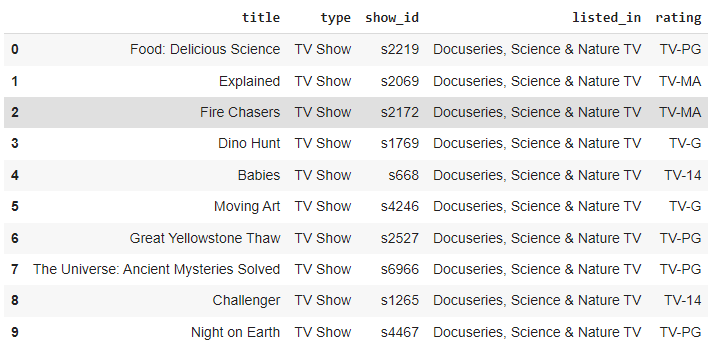 title type show_id listed_in rating
0 Food: Delicious Science TV Show s2219 Docuseries, Science & Nature TV TV-PG
1 Explained TV Show s2069 Docuseries, Science & Nature TV TV-MA
2 Fire Chasers TV Show s2172 Docuseries, Science & Nature TV TV-MA
3 Dino Hunt TV Show s1769 Docuseries, Science & Nature TV TV-G
4 Babies TV Show s668 Docuseries, Science & Nature TV TV-14
5 Moving Art TV Show s4246 Docuseries, Science & Nature TV TV-G
6 Great Yellowstone Thaw TV Show s2527 Docuseries, Science & Nature TV TV-PG
7 The Universe: Ancient Mysteries Solved TV Show s6966 Docuseries, Science & Nature TV TV-PG
8 Challenger TV Show s1265 Docuseries, Science & Nature TV TV-14
9 Night on Earth TV Show s4467 Docuseries, Science & Nature TV TV-PG